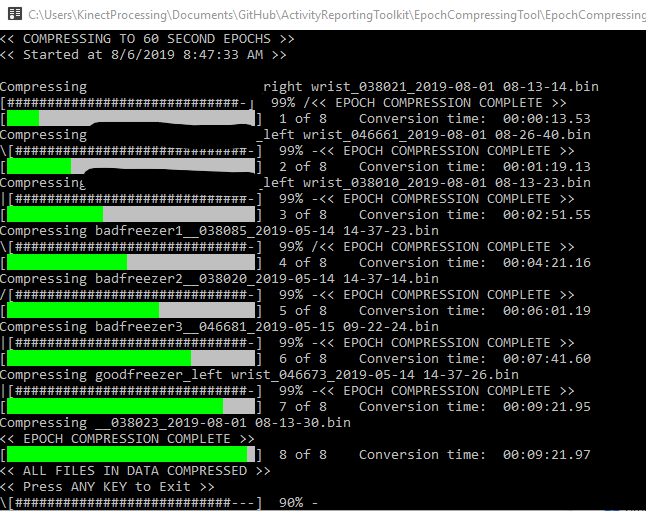 C:\Users\KinectProcessing\Documents\GitHub\ActivityReportingToolkit\EpochCompressingTool\EpochCompressing
<< COMPRESSING TO 60 SECOND EPOCHS >>
<< Started at 8/6/2019 8:47:33 AM >>
Compressing right wrist_038021_2019-08-01 08-13-14.bin
[#############################-] 99% /<< EPOCH COMPRESSION COMPLETE >>
[ ] 1 of 8 Conversion time: 00:00:13.53
Compressing _left wrist_046661_2019-08-01 08-26-40.bin
\[#############################-] 99% -<< EPOCH COMPRESSION COMPLETE >>
[ ] 2 of 8 Conversion time: 00:01:19.13
Compressing _left wrist_038010_2019-08-01 08-13-23.bin
|[#############################-] 99% -<< EPOCH COMPRESSION COMPLETE >>
[ ] 3 of 8 Conversion time: 00:02:51.55
Compressing badfreezer1__038085_2019-05-14 14-37-23.bin
\[#############################-] 99% /<< EPOCH COMPRESSION COMPLETE >>
[ ] 4 of 8 Conversion time: 00:04:21.16
Compressing badfreezer2__038020_2019-05-14 14-37-14.bin
/[#############################-] 99% -<< EPOCH COMPRESSION COMPLETE >>
[ ] 5 of 8 Conversion time: 00:06:01.19
Compressing badfreezer3__046681_2019-05-15 09-22-24.bin
|[#############################-] 99% -<< EPOCH COMPRESSION COMPLETE >>
[ ] 6 of 8 Conversion time: 00:07:41.60
Compressing goodfreezer_left wrist_046673_2019-05-14 14-37-26.bin
|[#############################-] 99% -<< EPOCH COMPRESSION COMPLETE >>
[ ] 7 of 8 Conversion time: 00:09:21.95
Compressing __038023_2019-08-01 08-13-30.bin
<< EPOCH COMPRESSION COMPLETE >>
[ ] 8 of 8 Conversion time: 00:09:21.97
<< ALL FILES IN DATA COMPRESSED >>
<< Press ANY KEY to Exit >>
\[###########################---] 90% -